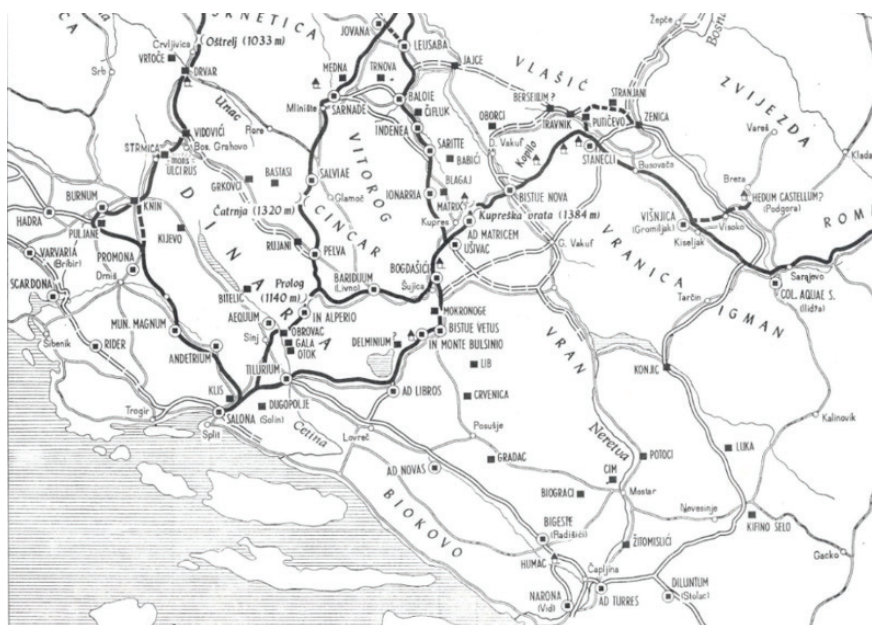 SKRNETICA
CA
Oštrelj (1033 m)
Crvljivica
VRTOČE
DRVAR
Srb
Unac
Pore
JOVANA
LEUSABA
MEDNA
TRNOVA
Mlinište
SARNADE
BALOIE
ČIFLUK
INDENEA
JAJCE
VLAŠIĆ
Žepče
Bosna
ZVIJEZDA
BERSELLUM?
STRANJANI
OBORCI
TRAVNIK
PUTIČEVO
ZENICA
D. Vakuf
Kopilo
STANECLI
Busovača
Vareš
Kladanj
Breza
HEDUM CASTELLUM?
(Podgora)
ROM
VIDOVIĆI
Bos. Grahovo
STRMICA
mons
ULCIRUS
GRKOVCI
BASTASI
Čatrnja (1320 m)
SALVIAE
Glamoč
VITOROG
CINCAR
SARITTE
BABIĆI
BLAGAJ
IONARRIA
MATRIX
Kupres
BISTUE NOVA
Kupreška vrata (1384 m)
AD MATRICEM
UŠIVAC
G. Vakuf
VRANICA
VIŠNJICA
(Gromiljak)
Kiseljak
Visoko
Sarajevo
COL. AQUAE S.
(Ilidža)
Tarčin
IGMAN
BURNUM
HADRA
PULJANE
KNIN
KIJEVO
PROMONA
Drniš
VARVARIA
(Bribir)
SCARDONA
DINARA
RUJANI
PELVA
BARIDUUM
(Livno)
BOGDAŠIĆI
Šujica
Prolog
(1140 m)
BITELIĆ
AEQUUM
IN ALPERIO
MOKRONOGE
BISTUE VETUS
IN MONTE BULSINIO
DELMINIUM?
OBROVAC
GALA
OTOK
Sinj
MUN. MAGNUM
ANDETRIUM
RIDER
Šibenik
VRAN
LIB
CRVENICA
KONJIC
TILURIUM
KLIS
DUGOPOLJE
SALONA
(Solin)
Split
Trogir
AD LIBROS
Cetina
Lovreč
Posušje
GRADAC
AD NOVAS
Neretva
POTOCI
CIM
LUKA
Kalinovik
BIOGRACI
Mostar
Nevesinje
KIFINO SELO
BIOKOVO
BIGESTE
(Radišići)
ŽITOMISLIĆI
Gacko
HUMAC
Čapljina
NARONA
(Vid)
AD TURRES
DILUNTUM
(Stolac)